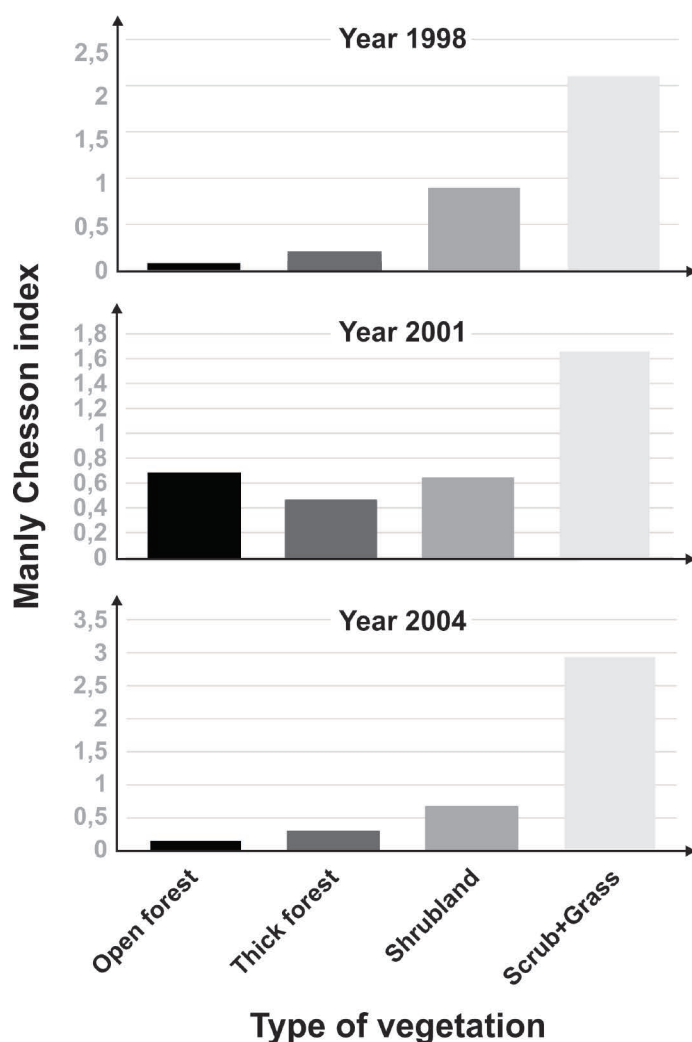 Manly Chesson index
Year 1998
2,5
2
1,5
1
0,5
0
Year 2001
1,8
1,6
1,4
1,2
1
0,8
0,6
0,4
0,2
0
Year 2004
3,5
3
2,5
2
1,5
1
0,5
0
Open forest
Thick forest
Shrubland
Scrub+Grass
Type of vegetation